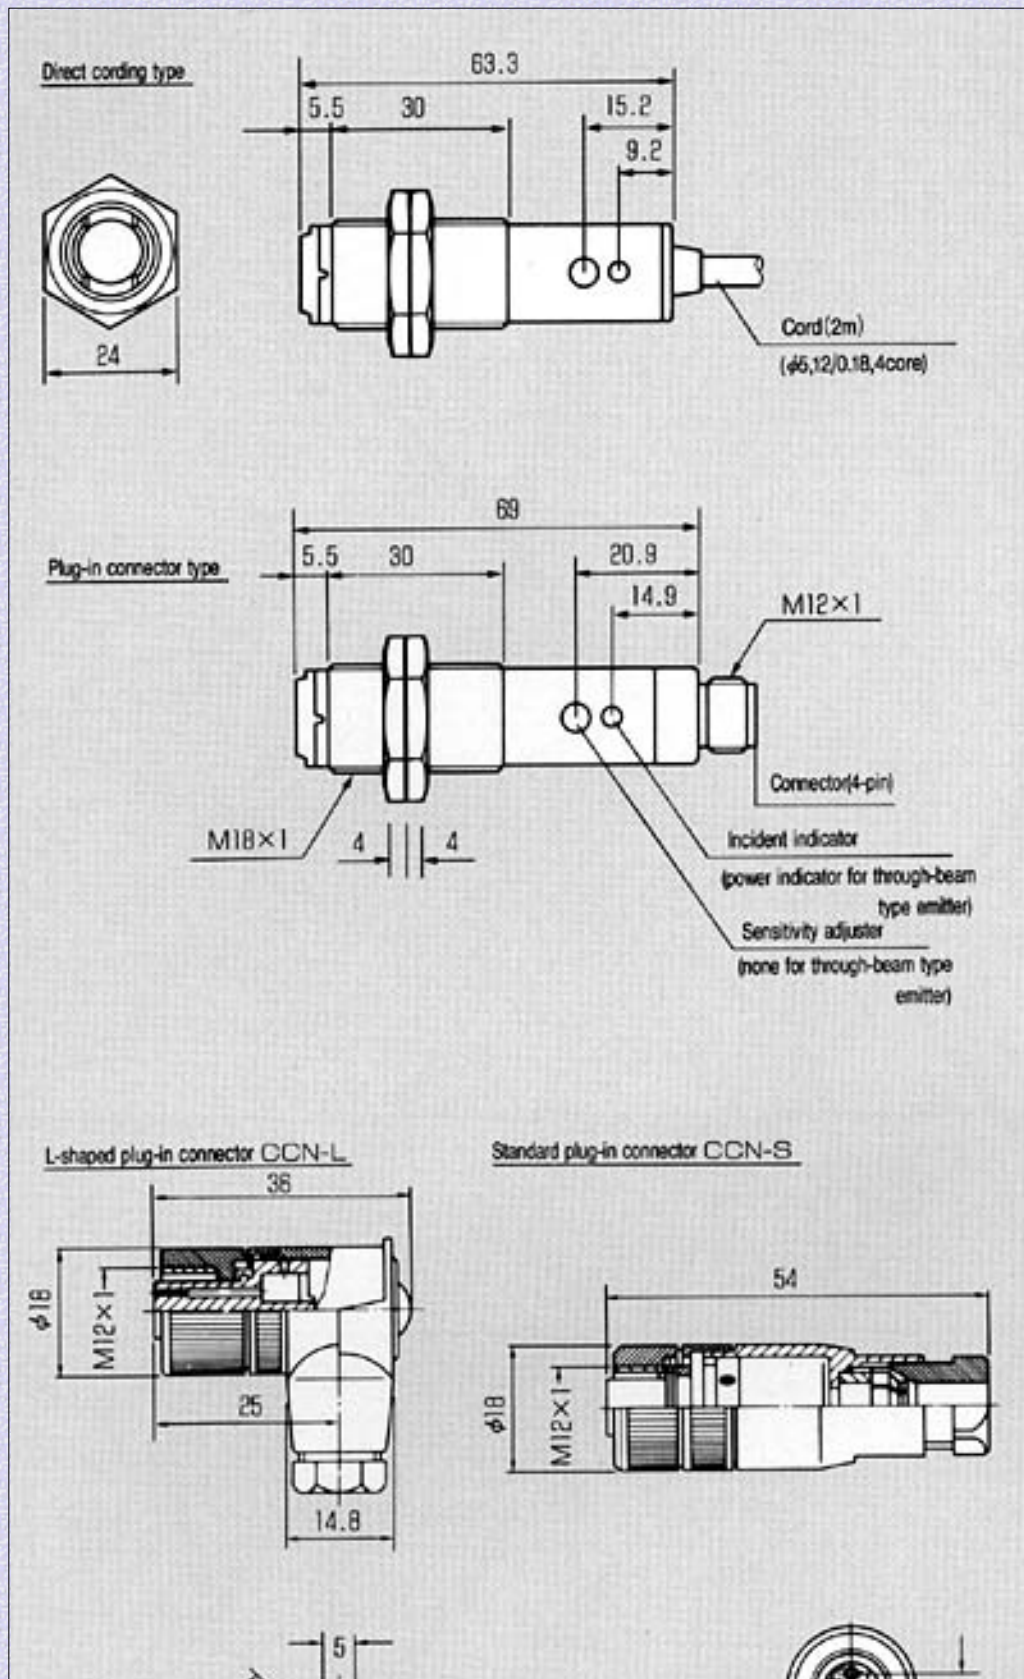 Direct cording type
63.3
5.5
30
15.2
9.2
24
Cord(2m)
(φ5,12/0.18,4core)
69
Plug-in connector type
5.5
30
20.9
14.9
M12×1
Connector(4-pin)
M18×1
4
4
Incident indicator
(power indicator for through-beam
type emitter)
Sensitivity adjuster
(none for through-beam type
emitter)
L-shaped plug-in connector CCN-L
Standard plug-in connector CCN-S
36
φ18
M12×1
25
14.8
54
φ18
M12×1
5